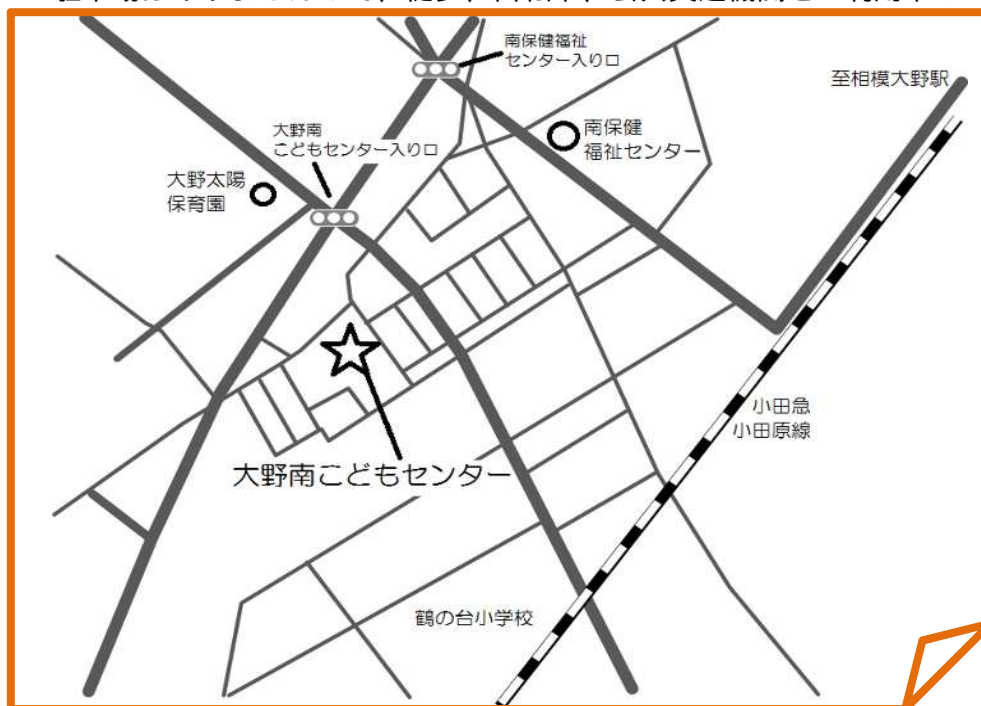 南保健福祉
センター入り口
至相模大野駅
大野南
こどもセンター入り口
南保健
福祉センター
大野太陽
保育園
小田急
小田原線
大野南こどもセンター
鶴の台小学校